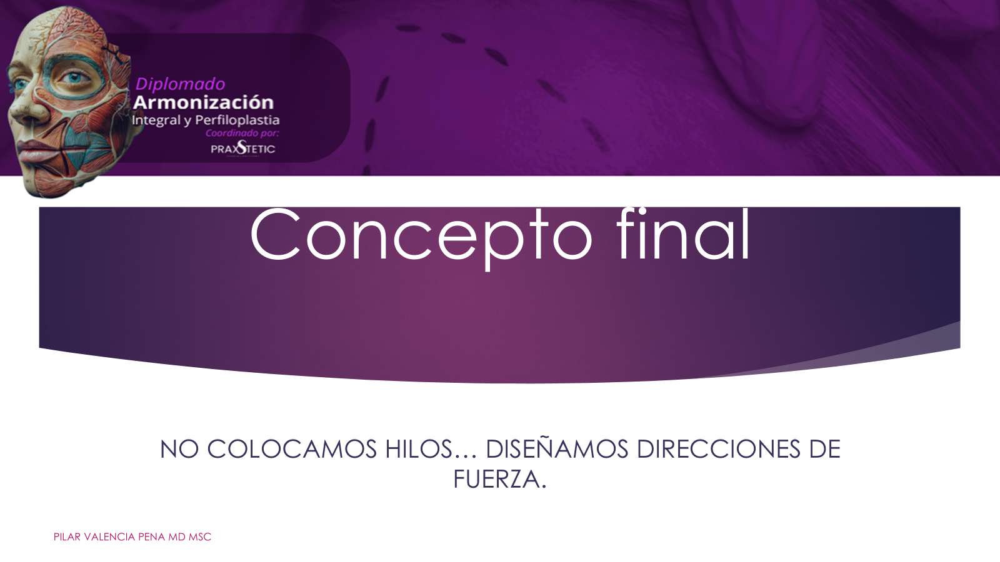 Diplomado
Armonización
Integral y Perfiloplastia
Coordinado por:
PRAXSTETIC
Concepto final
NO COLOCAMOS HILOS… DISEÑAMOS DIRECCIONES DE
FUERZA.
PILAR VALENCIA PENA MD MSC